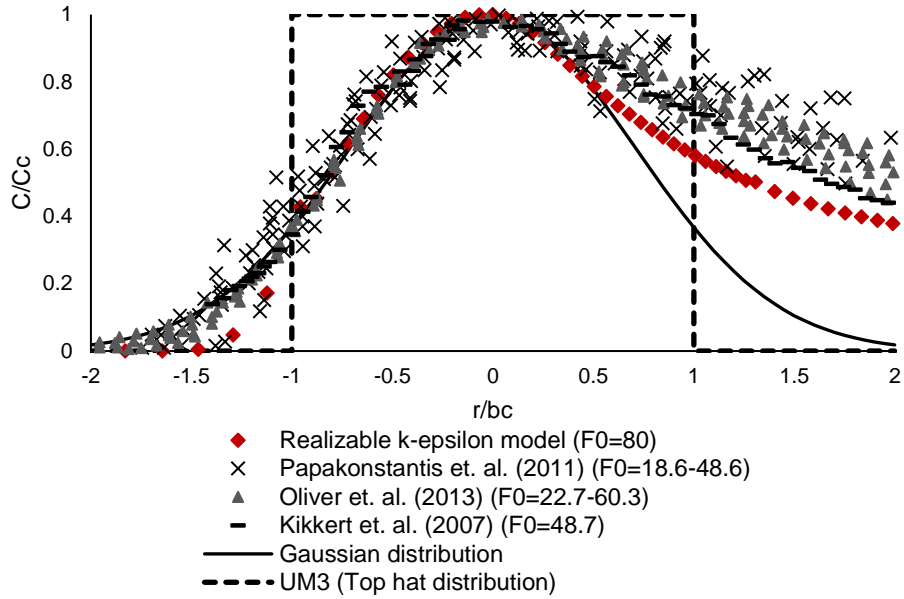 1
0.8
0.6
0.4
0.2
0
C/Cc
-2 -1.5 -1 -0.5 0 0.5 1 1.5 2
r/bc
Realizable k-epsilon model (F0=80)
Papakonstantis et. al. (2011) (F0=18.6-48.6)
Oliver et. al. (2013) (F0=22.7-60.3)
Kikkert et. al. (2007) (F0=48.7)
Gaussian distribution
UM3 (Top hat distribution)